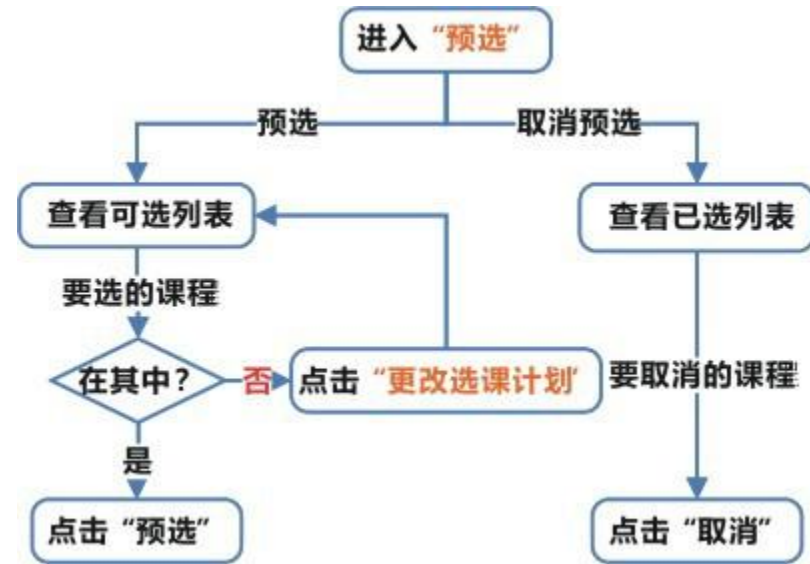 进入“预选”
预选
取消预选
查看可选列表
查看已选列表
要选的课程
在其中?
否
点击“更改选课计划”
要取消的课程
是
点击“预选”
点击“取消”